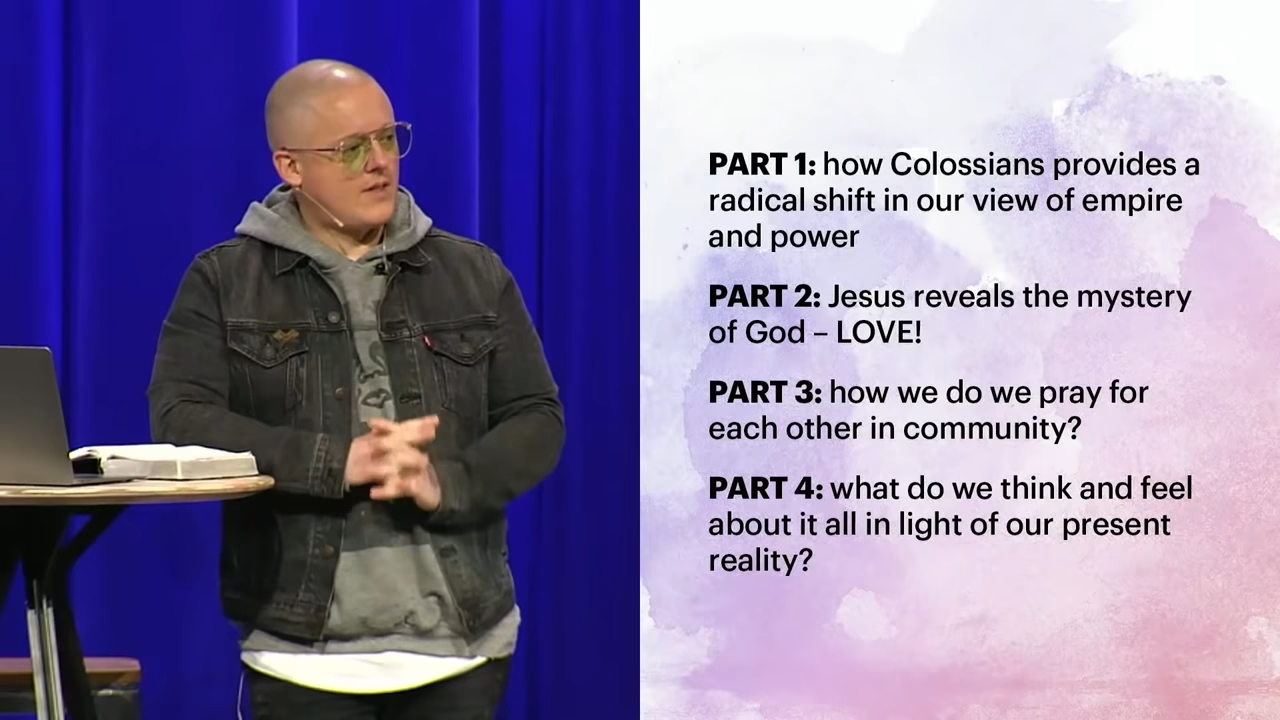 PART 1: how Colossians provides a
radical shift in our view of empire
and power
PART 2: Jesus reveals the mystery
of God – LOVE!
PART 3: how we do we pray for
each other in community?
PART 4: what do we think and feel
about it all in light of our present
reality?